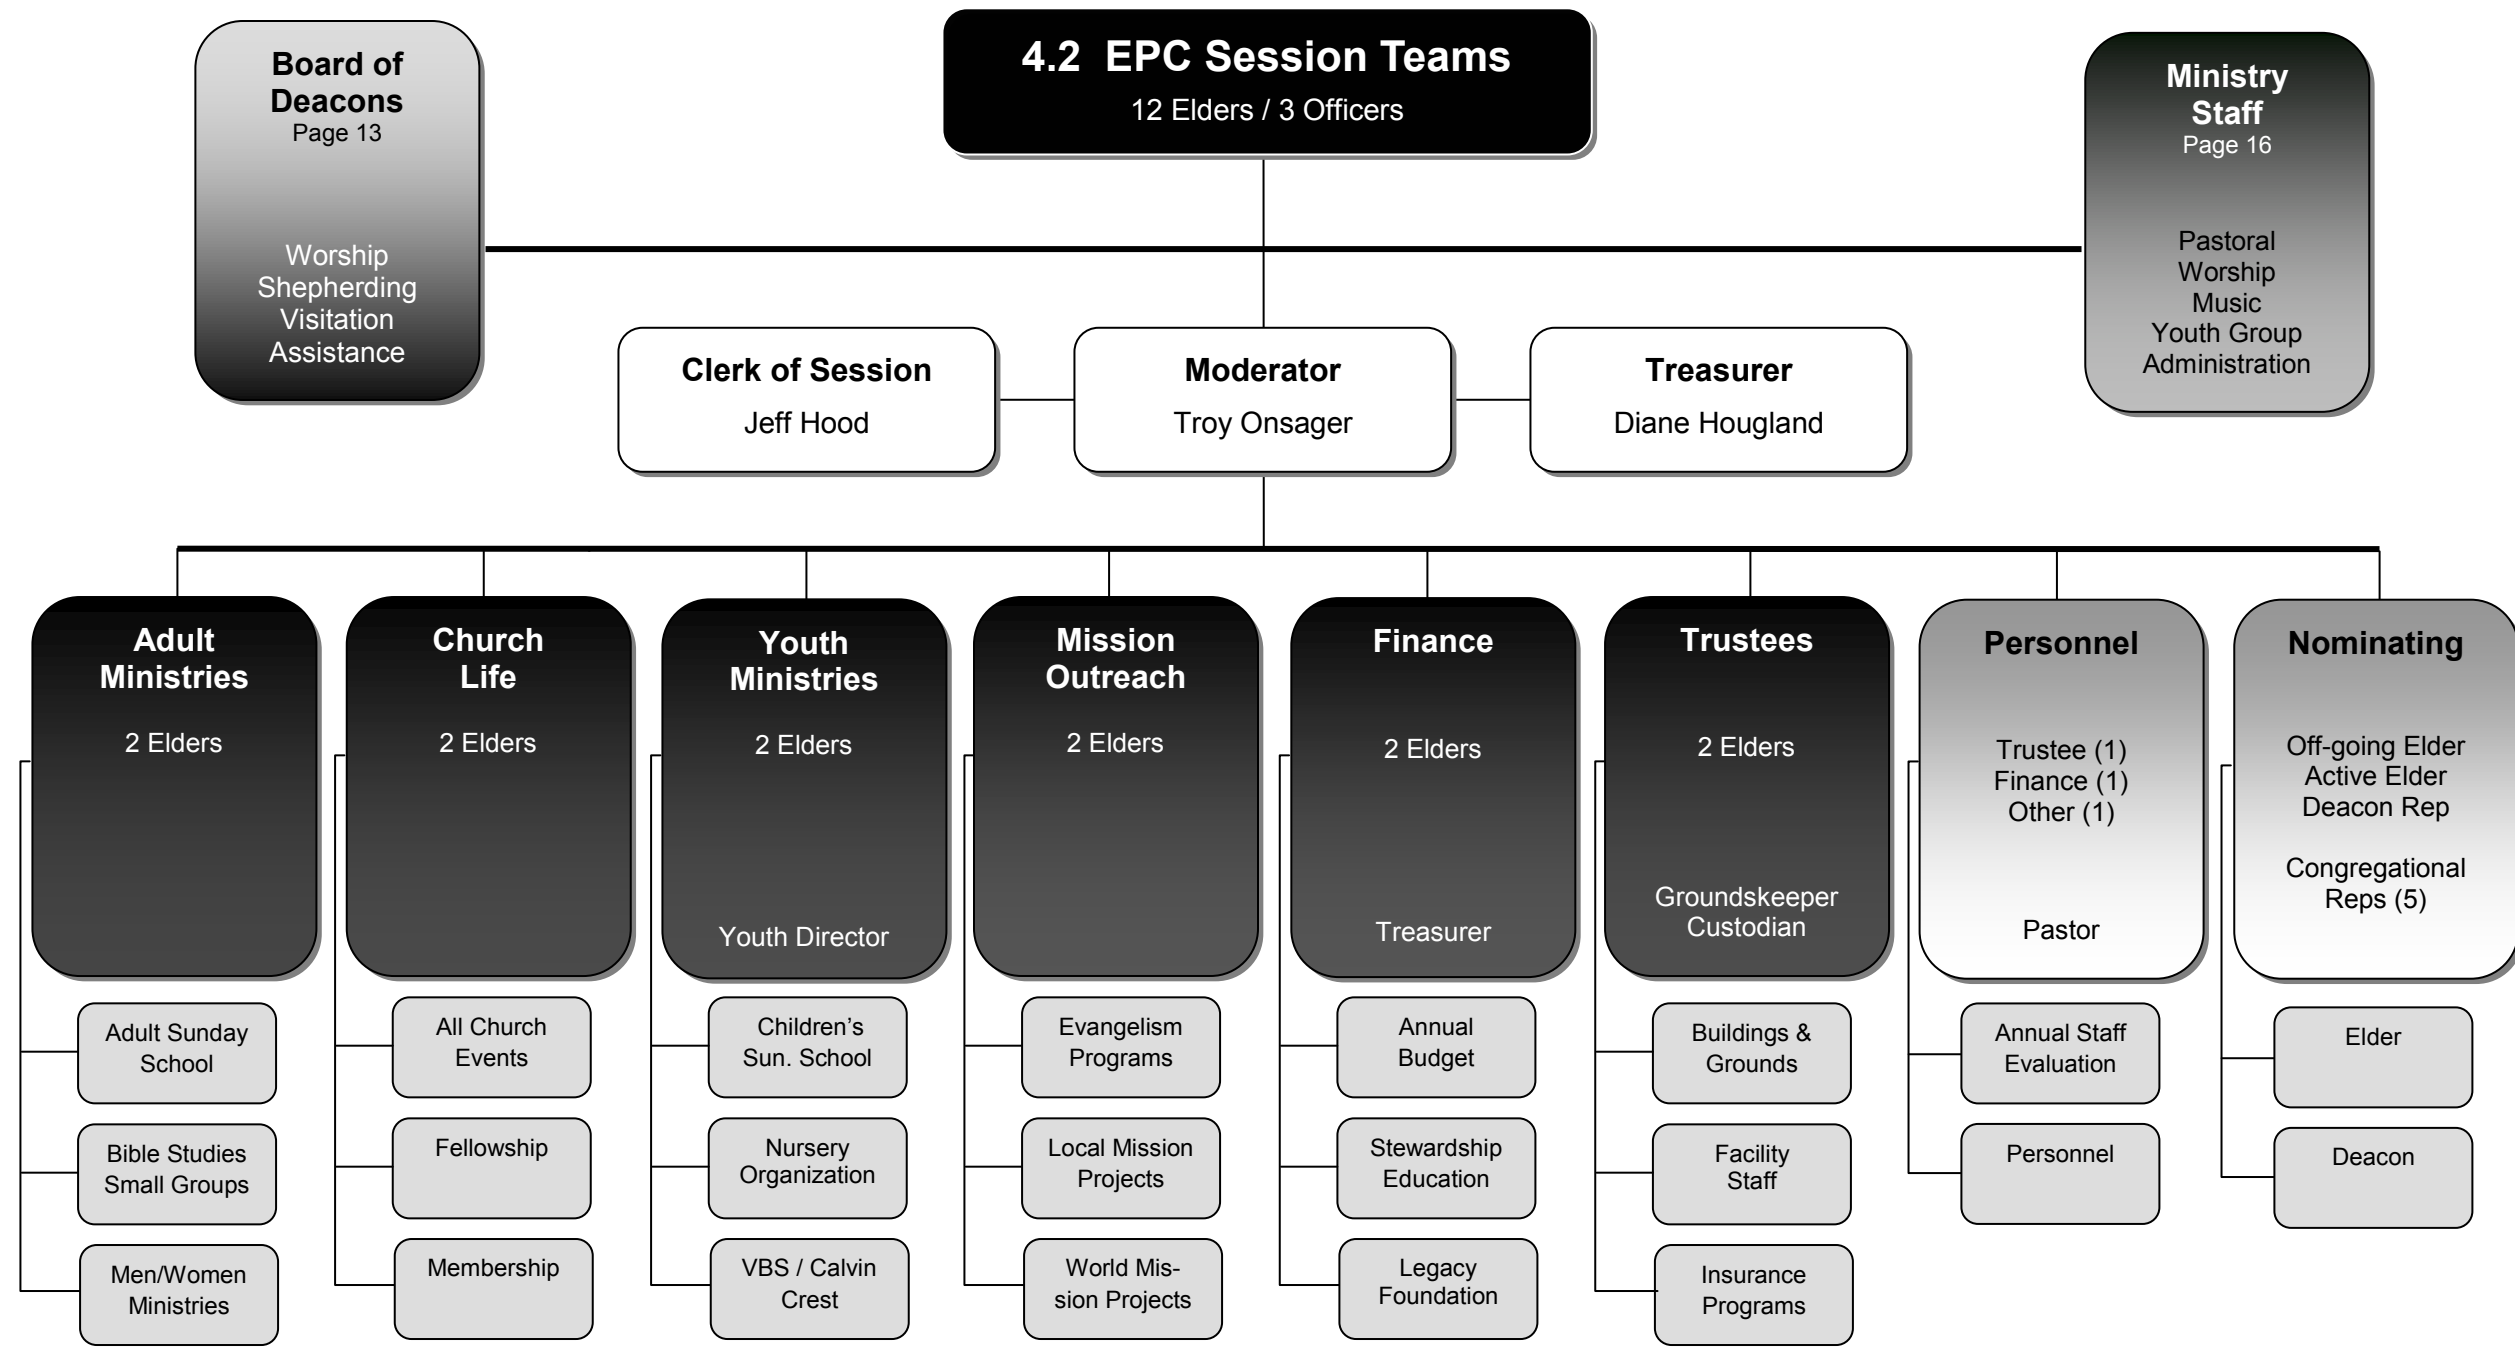 Board of
Deacons
Page 13
Worship
Shepherding
Visitation
Assistance
4.2 EPC Session Teams
12 Elders / 3 Officers
Ministry
Staff
Page 16
Pastoral
Worship
Music
Youth Group
Administration
Clerk of Session
Jeff Hood
Moderator
Troy Onsager
Treasurer
Diane Hougland
Adult
Ministries
2 Elders
Adult Sunday
School
Bible Studies
Small Groups
Men/Women
Ministries
Church
Life
2 Elders
All Church
Events
Fellowship
Membership
Youth
Ministries
2 Elders
Youth Director
Children’s
Sun. School
Nursery
Organization
VBS / Calvin
Crest
Mission
Outreach
2 Elders
Evangelism
Programs
Local Mission
Projects
World Mis-
sion Projects
Finance
2 Elders
Treasurer
Annual
Budget
Stewardship
Education
Legacy
Foundation
Trustees
2 Elders
Groundskeeper
Custodian
Buildings &
Grounds
Facility
Staff
Insurance
Programs
Personnel
Trustee (1)
Finance (1)
Other (1)
Pastor
Annual Staff
Evaluation
Personnel
Nominating
Off-going Elder
Active Elder
Deacon Rep
Congregational
Reps (5)
Elder
Deacon